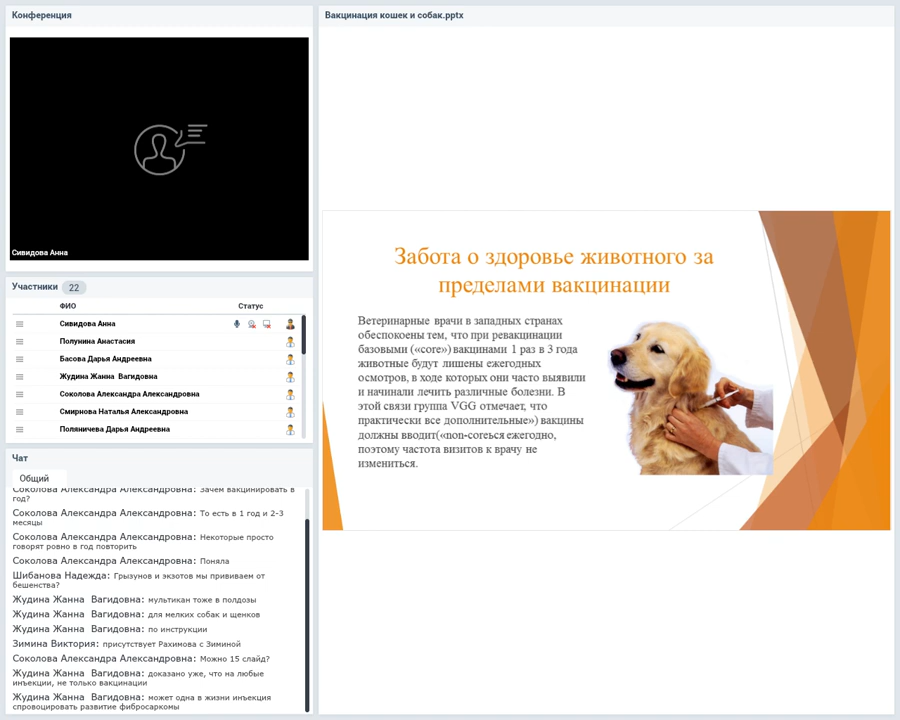 Конференция
Сивидова Анна
Участники 22
ФИО Статус
Сивидова Анна
Полунина Анастасия
Басова Дарья Андреевна
Жудина Жанна Вагидовна
Соколова Александра Александровна
Смирнова Наталья Александровна
Поляничева Дарья Андреевна
Чат
Общий
Соколова Александра Александровна: Зачем вакцинировать в
год?
Соколова Александра Александровна: То есть в 1 год и 2-3
месяцы
Соколова Александра Александровна: Некоторые просто
говорят ровно в год повторить
Соколова Александра Александровна: Поняла
Шибанова Надежда: Грызунов и экзотов мы прививаем от
бешенства?
Жудина Жанна Вагидовна: мультикан тоже в полдозы
Жудина Жанна Вагидовна: для мелких собак и щенков
Жудина Жанна Вагидовна: по инструкции
Зимина Виктория: присутствует Рахимова с Зиминой
Соколова Александра Александровна: Можно 15 слайд?
Жудина Жанна Вагидовна: доказано уже, что на любые
инъекции, не только вакцинации
Жудина Жанна Вагидовна: может одна в жизни инъекция
спровоцировать развитие фибросаркомы
Вакцинация кошек и собак.pptx
Забота о здоровье животного за
пределами вакцинации
Ветеринарные врачи в западных странах
обеспокоены тем, что при ревакцинации
базовыми («core») вакцинами 1 раз в 3 года
животные будут лишены ежегодных
осмотров, в ходе которых они часто выявили
и начинали лечить различные болезни. В
этой связи группа VGG отмечает, что
практически все дополнительные») вакцины
должны вводит(«non-coreься ежегодно,
поэтому частота визитов к врачу не
измениться.